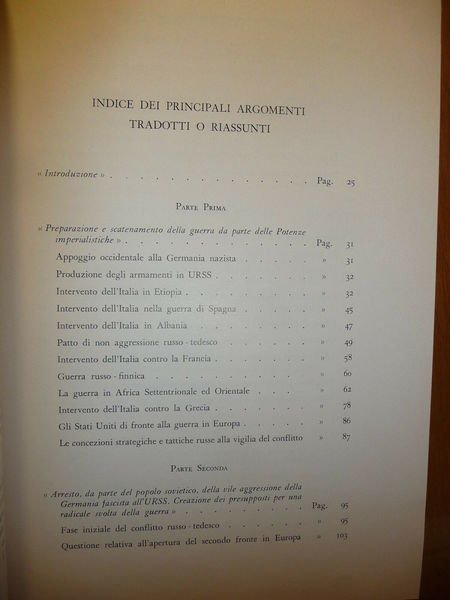 INDICE DEI PRINCIPALI ARGOMENTI
TRADOTTI O RIASSUNTI
« Introduzione » . . . . . . . . . . . . Pag. 25
PARTE PRIMA
« Preparazione e scatenamento della guerra da parte delle Potenze
imperialistiche » . . . . . . . . . . . . Pag. 31
Appoggio occidentale alla Germania nazista . . . . . » 31
Produzione degli armamenti in URSS . . . . . . » 32
Intervento dell'Italia in Etiopia . . . . . . . . » 32
Intervento dell'Italia nella guerra di Spagna . . . . . » 45
Intervento dell'Italia in Albania . . . . . . . . » 47
Patto di non aggressione russo-tedesco . . . . . . » 49
Intervento dell'Italia contro la Francia . . . . . . » 58
Guerra russo-finnica . . . . . . . . . . » 60
La guerra in Africa Settentrionale ed Orientale . . . . » 62
Intervento dell'Italia contro la Grecia . . . . . . » 78
Gli Stati Uniti di fronte alla guerra in Europa . . . . » 86
Le concezioni strategiche e tattiche russe alla vigilia del conflitto » 87
PARTE SECONDA
« Arresto, da parte del popolo sovietico, della vile aggressione della
Germania fascista all'URSS. Creazione dei presupposti per una
radicale svolta della guerra » . . . . . . . . . Pag. 95
Fase iniziale del conflitto russo-tedesco . . . . . . » 95
Questione relativa all'apertura del secondo fronte in Europa » 103